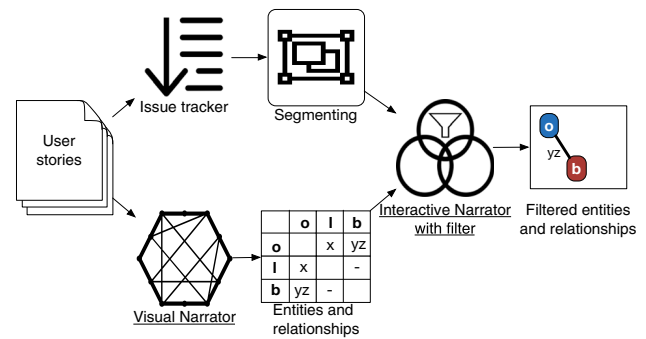 User
stories
Issue tracker
Segmenting
Visual Narrator
o l b
o x yz
l x -
b yz -
Entities and
relationships
Interactive Narrator
with filter
o
yz
b
Filtered entities
and relationships